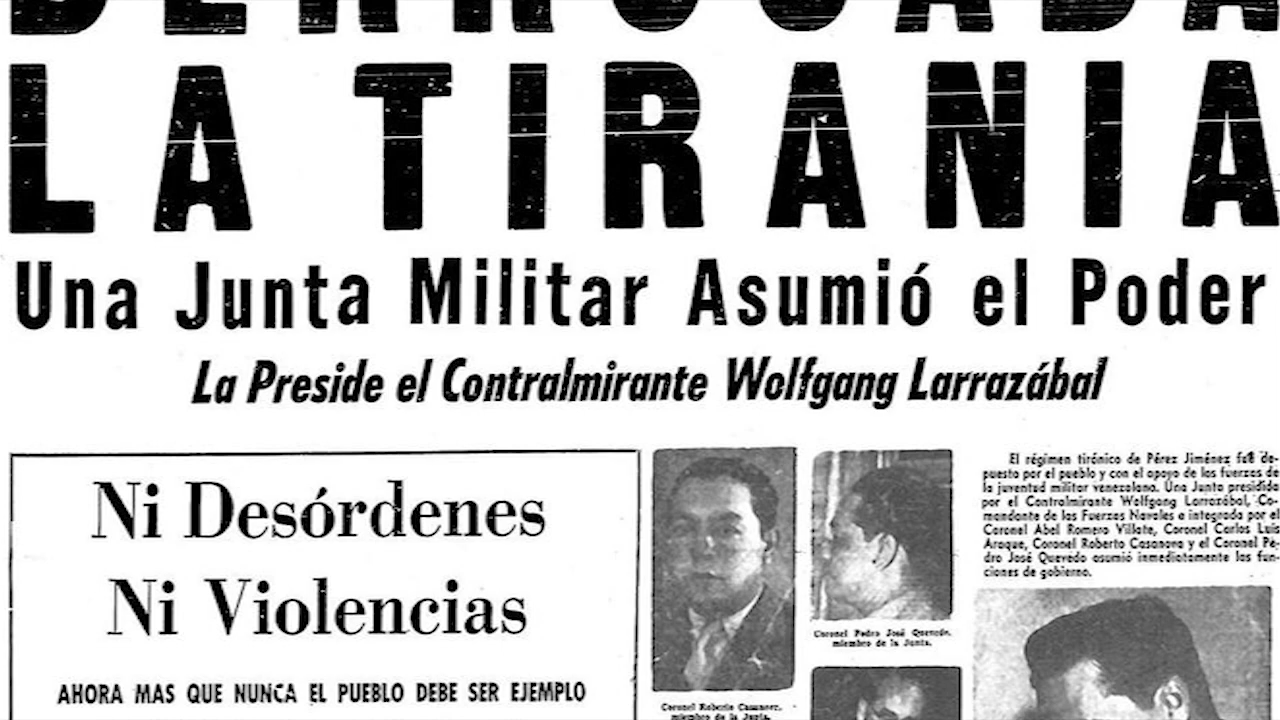 DERROCADA
LA TIRANIA
Una Junta Militar Asumió el Poder
La Preside el Contralmirante Wolfgang Larrazábal
Ni Desórdenes
Ni Violencias
AHORA MAS QUE NUNCA EL PUEBLO DEBE SER EJEMPLO
Coronel Roberto Casanova,
miembro de la Junta.
Coronel Pedro José Quevedo,
miembro de la Junta.
El régimen tiránico de Pérez Jiménez fué de-
puesto por el pueblo y con el apoyo de las fuerzas de
la juventud militar venezolana. Una Junta presidida
por el Contralmirante Wolfgang Larrazábal, Co-
mandante de las Fuerzas Navales e integrada por el
Coronel Abel Romero Villate, Coronel Carlos Luis
Araque, Coronel Roberto Casanova y el Coronel Pe-
dro José Quevedo asumió inmediatamente las fun-
ciones de gobierno.